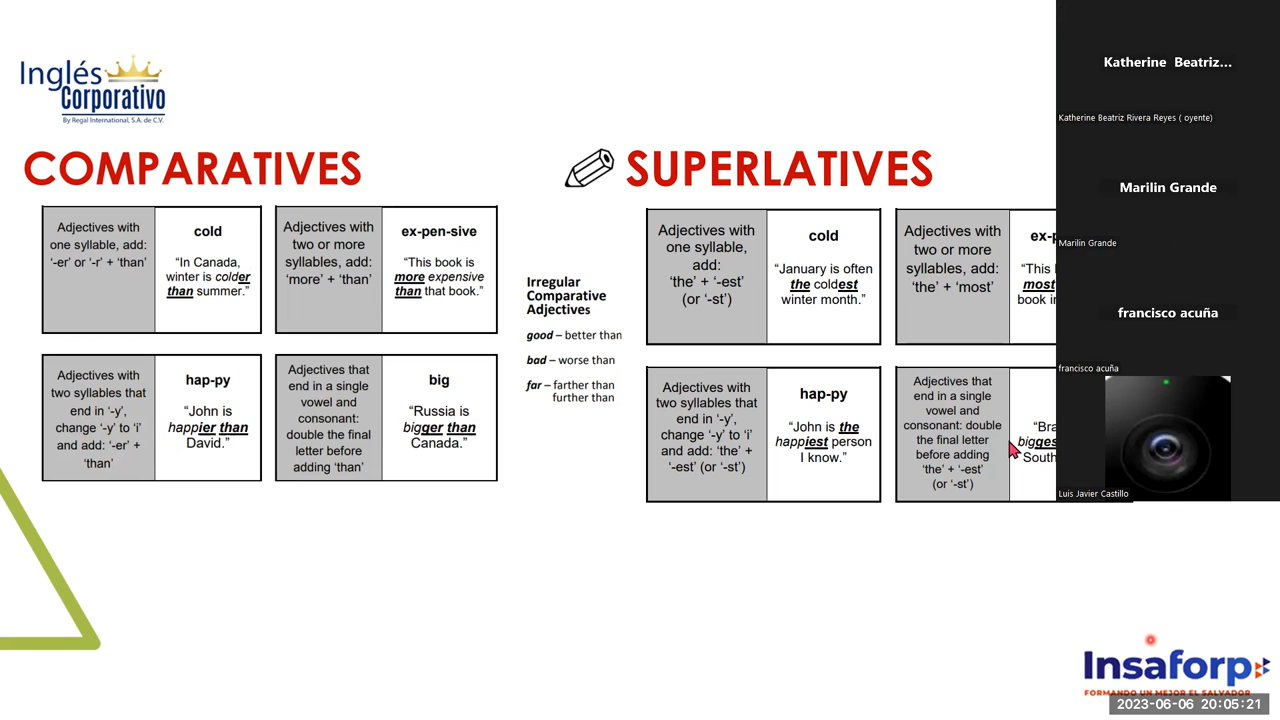 Inglés
Corporativo
By Regal International, S.A. de C.V.
COMPARATIVES
Adjectives with
one syllable, add:
'-er' or '-r' + 'than'
cold
“In Canada,
winter is colder
than summer.”
Adjectives with
two or more
syllables, add:
'more' + 'than'
ex-pen-sive
“This book is
more expensive
than that book.”
Adjectives with
two syllables that
end in '-y',
change '-y' to 'i'
and add: '-er' +
'than'
hap-py
“John is
happier than
David.”
Adjectives that
end in a single
vowel and
consonant:
double the final
letter before
adding 'than'
big
“Russia is
bigger than
Canada.”
Irregular
Comparative
Adjectives
good – better than
bad – worse than
far – farther than
further than
SUPERLATIVES
Adjectives with
one syllable,
add:
'the' + '-est'
(or '-st')
cold
“January is often
the coldest
winter month.”
Adjectives with
two or more
syllables, add:
'the' + 'most'
ex-p
“This
most
book in
Adjectives with
two syllables that
end in '-y',
change '-y' to 'i'
and add: 'the' +
'-est' (or '-st')
hap-py
“John is the
happiest person
I know.”
Adjectives that
end in a single
vowel and
consonant: double
the final letter
before adding
'the' + '-est'
(or '-st')
“Bra
bigges
South
Katherine Beatriz...
Katherine Beatriz Rivera Reyes ( oyente)
Marilin Grande
Marilin Grande
francisco acuña
francisco acuña
Luis Javier Castillo
Insaforp
FORMANDO UN MEJOR EL SALVADOR
2023-06-06 20:05:21